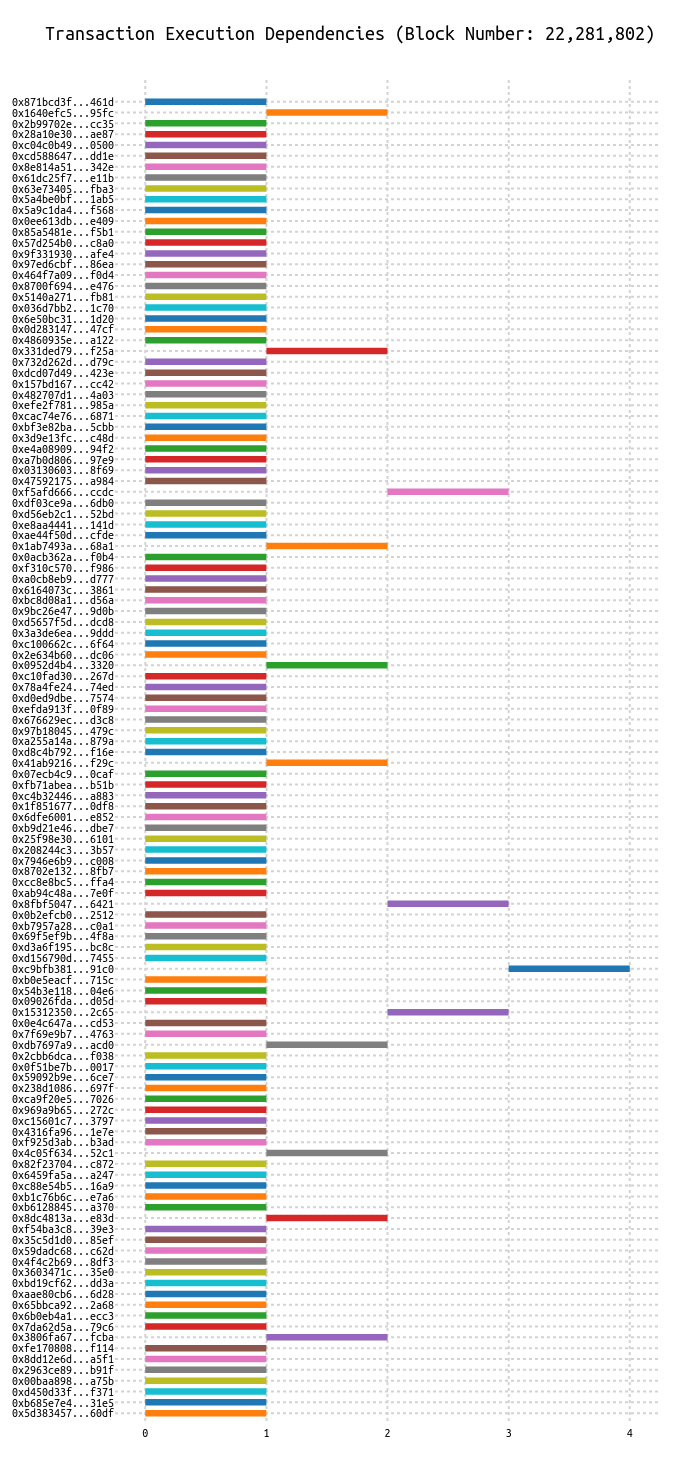 Transaction Execution Dependencies (Block Number: 22,281,802)
0x871bcd3f...461d
0x1640efc5...95fc
0x2b99702e...cc35
0x28a10e30...ae87
0xc04c0b49...0500
0xcd588647...dd1e
0x8e814a51...342e
0x61dc25f7...e11b
0x63e73405...fba3
0x5a4be0bf...1ab5
0x5a9c1da4...f568
0x0ee613db...e409
0x85a5481e...f5b1
0x57d254b0...c8a0
0x9f331930...afe4
0x97ed6cbf...86ea
0x464f7a09...f0d4
0x8700f694...e476
0x5140a271...fb81
0x036d7bb2...1c70
0x6e50bc31...1d20
0x0d283147...47cf
0x4860935e...a122
0x331ded79...f25a
0x732d262d...d79c
0xdcd07d49...423e
0x157bd167...cc42
0x482707d1...4a03
0xefe2f781...985a
0xcac74e76...6871
0xbf3e82ba...5cbb
0x3d9e13fc...c48d
0xe4a08909...94f2
0xa7b0d806...97e9
0x03130603...8f69
0x47592175...a984
0xf5afd666...ccdc
0xdf03ce9a...6db0
0xd56eb2c1...52bd
0xe8aa4441...141d
0xae44f50d...cfde
0x1ab7493a...68a1
0x0acb362a...f0b4
0xf310c570...f986
0xa0cb8eb9...d777
0x6164073c...3861
0xbc8d08a1...d56a
0x9bc26e47...9d0b
0xd5657f5d...dcd8
0x3a3de6ea...9ddd
0xc100662c...6f64
0x2e634b60...dc06
0x0952d4b4...3320
0xc10fad30...267d
0x78a4fe24...74ed
0xd0ed9dbe...7574
0xefda913f...0f89
0x676629ec...d3c8
0x97b18045...479c
0xa255a14a...879a
0xd8c4b792...f16e
0x41ab9216...f29c
0x07ecb4c9...0caf
0xfb71abea...b51b
0xc4b32446...a883
0x1f851677...0df8
0x6dfe6001...e852
0xb9d21e46...dbe7
0x25f98e30...6101
0x208244c3...3b57
0x7946e6b9...c008
0x8702e132...8fb7
0xcc8e8bc5...ffa4
0xab94c48a...7e0f
0x8fbf5047...6421
0x0b2efcb0...2512
0xb7957a28...c0a1
0x69f5ef9b...4f8a
0xd3a6f195...bc8c
0xd156790d...7455
0xc9bfb381...91c0
0xb0e5eacf...715c
0x54b3e118...04e6
0x09026fda...d05d
0x15312350...2c65
0x0e4c647a...cd53
0x7f69e9b7...4763
0xdb7697a9...acd0
0x2cbb6dca...f038
0x0f51be7b...0017
0x59092b9e...6ce7
0x238d1086...697f
0xca9f20e5...7026
0x969a9b65...272c
0xc15601c7...3797
0x4316fa96...1e7e
0xf925d3ab...b3ad
0x4c05f634...52c1
0x82f23704...c872
0x6459fa5a...a247
0xc88e54b5...16a9
0xb1c76b6c...e7a6
0xb6128845...a370
0x8dc4813a...e83d
0xf54ba3c8...39e3
0x35c5d1d0...85ef
0x59dadc68...c62d
0x4f4c2b69...8df3
0x3603471c...35e0
0xbd19cf62...dd3a
0xaae80cb6...6d28
0x65bbca92...2a68
0x6b0eb4a1...ecc3
0x7da62d5a...79c6
0x3806fa67...fcba
0xfe170808...f114
0x8dd12e6d...a5f1
0x2963ce89...b91f
0x00baa898...a75b
0xd450d33f...f371
0xb685e7e4...31e5
0x5d383457...60df
0 1 2 3 4